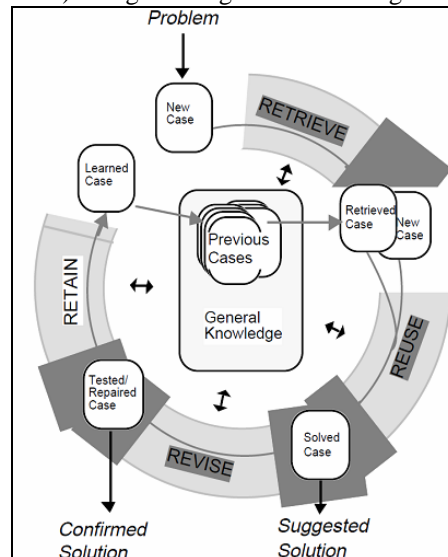 Problem
New
Case
RETRIEVE
Learned
Case
Retrieved
Case
New
Case
Previous
Cases
General
Knowledge
RETAIN
REUSE
Tested/
Repaired
Case
REVISE
Solved
Case
Confirmed
Solution
Suggested
Solution